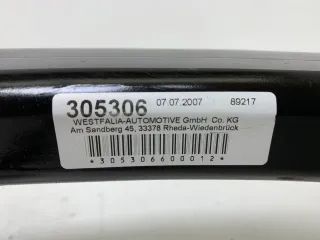 305306 07.07.2007 89217
WESTFALIA-AUTOMOTIVE GmbH Co. KG
Am Sandberg 45, 33378 Rheda-Wiedenbrück
*305306600012*